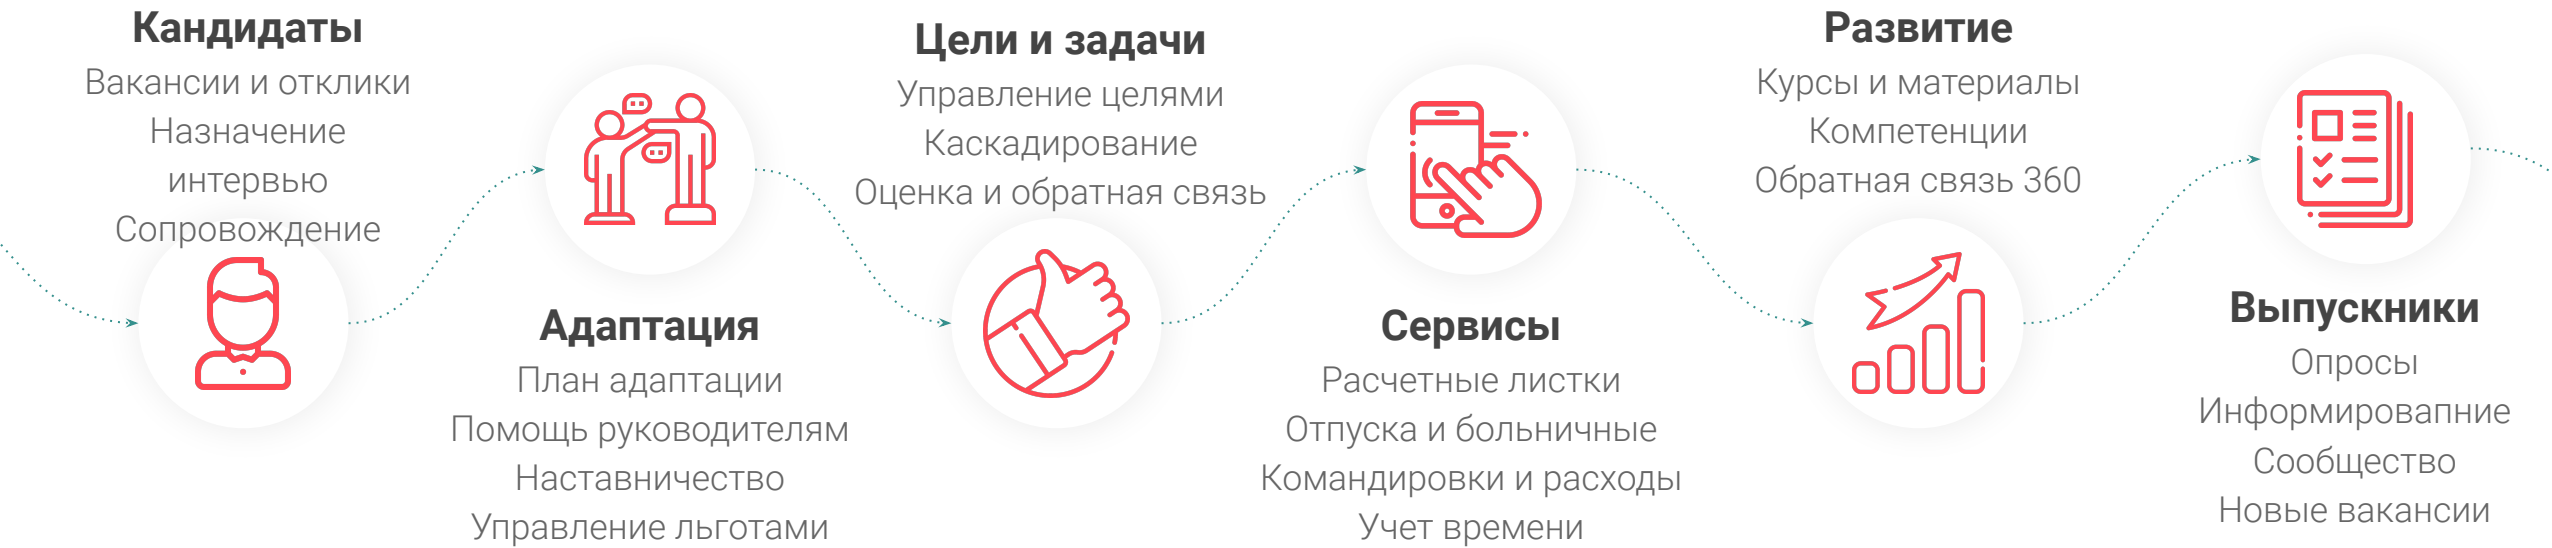 Кандидаты
Вакансии и отклики
Назначение
интервью
Сопровождение
Адаптация
План адаптации
Помощь руководителям
Наставничество
Управление льготами
Цели и задачи
Управление целями
Каскадирование
Оценка и обратная связь
Сервисы
Расчетные листки
Отпуска и больничные
Командировки и расходы
Учет времени
Развитие
Курсы и материалы
Компетенции
Обратная связь 360
Выпускники
Опросы
Информировапние
Сообщество
Новые вакансии